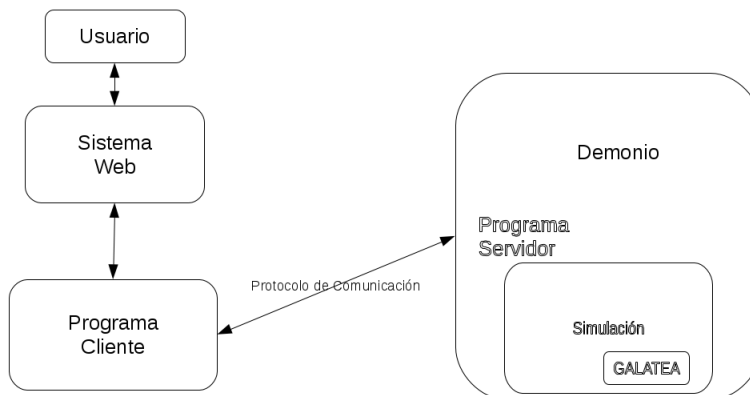 Usuario
Sistema
Web
Programa
Cliente
Protocolo de Comunicación
Demonio
Programa
Servidor
Simulación
GALATEA